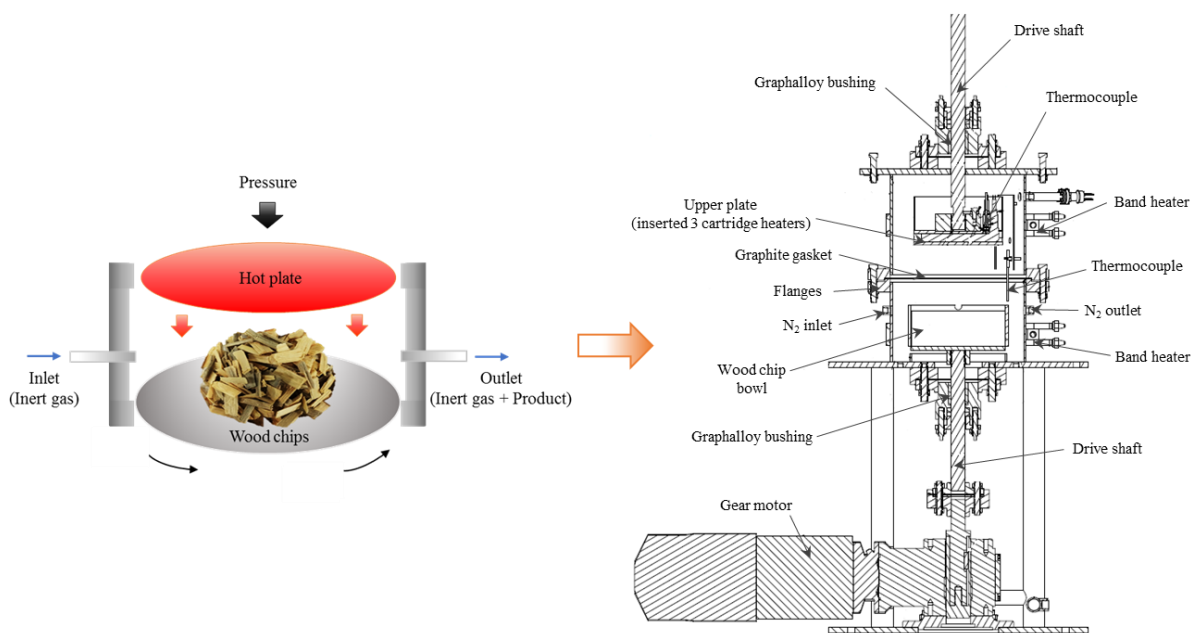 Pressure
Hot plate
Inlet
(Inert gas)
Outlet
(Inert gas + Product)
Wood chips
Drive shaft
Graphalloy bushing
Thermocouple
Upper plate
(inserted 3 cartridge heaters)
Band heater
Graphite gasket
Thermocouple
Flanges
N₂ inlet
N₂ outlet
Wood chip
bowl
Band heater
Graphalloy bushing
Drive shaft
Gear motor